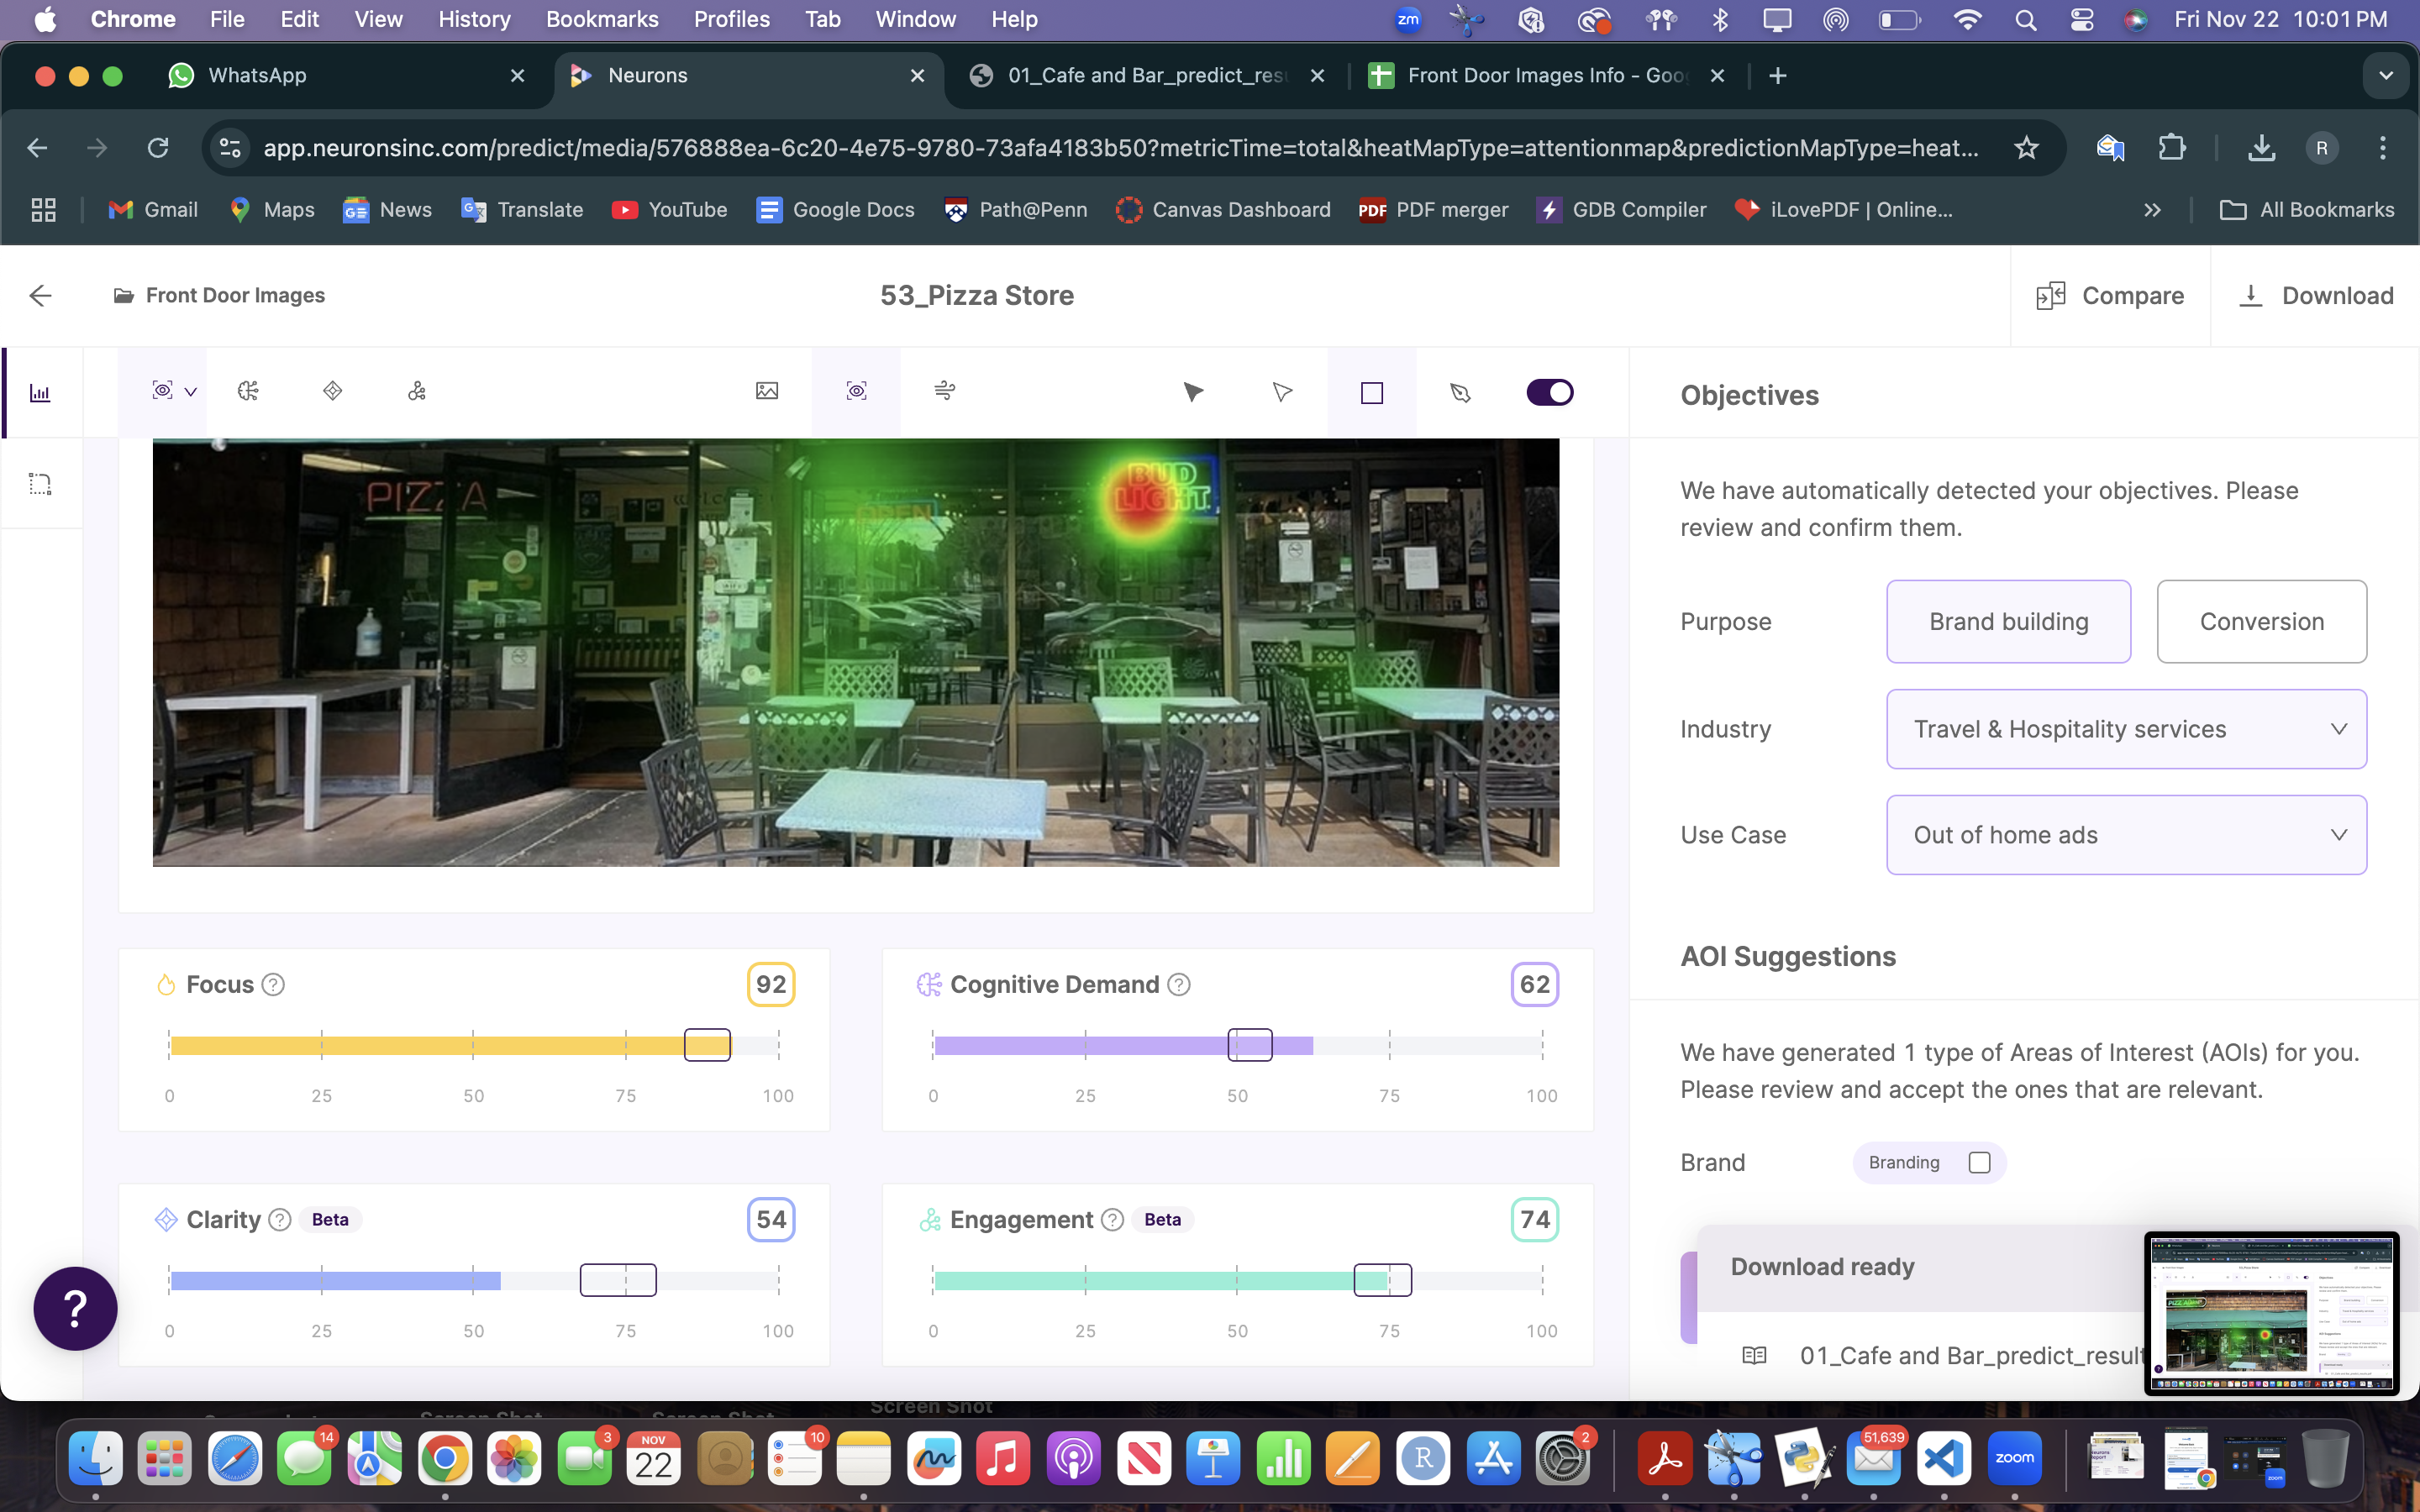 Chrome File Edit View History Bookmarks Profiles Tab Window Help zm Fri Nov 22 10:01 PM
WhatsApp Neurons 01_Cafe and Bar_predict_res Front Door Images Info - Goo
app.neuronsinc.com/predict/media/576888ea-6c20-4e75-9780-73afa4183b50?metricTime=total&heatMapType=attentionmap&predictionMapType=heat... R
Gmail Maps News Translate YouTube Google Docs Path@Penn Canvas Dashboard PDF PDF merger GDB Compiler iLovePDF | Online... All Bookmarks
Front Door Images 53_Pizza Store Compare Download
PIZZA
OPEN
BUD
LIGHT
Objectives
We have automatically detected your objectives. Please
review and confirm them.
Purpose Brand building Conversion
Industry Travel & Hospitality services
Use Case Out of home ads
AOI Suggestions
We have generated 1 type of Areas of Interest (AOIs) for you.
Please review and accept the ones that are relevant.
Brand Branding
Focus ? 92
0 25 50 75 100
Cognitive Demand ? 62
0 25 50 75 100
Clarity ? Beta 54
0 25 50 75 100
Engagement ? Beta 74
0 25 50 75 100
?
Download ready
01_Cafe and Bar_predict_result
Screen Shot
14 3 NOV 22 10 2 51,639 zoom